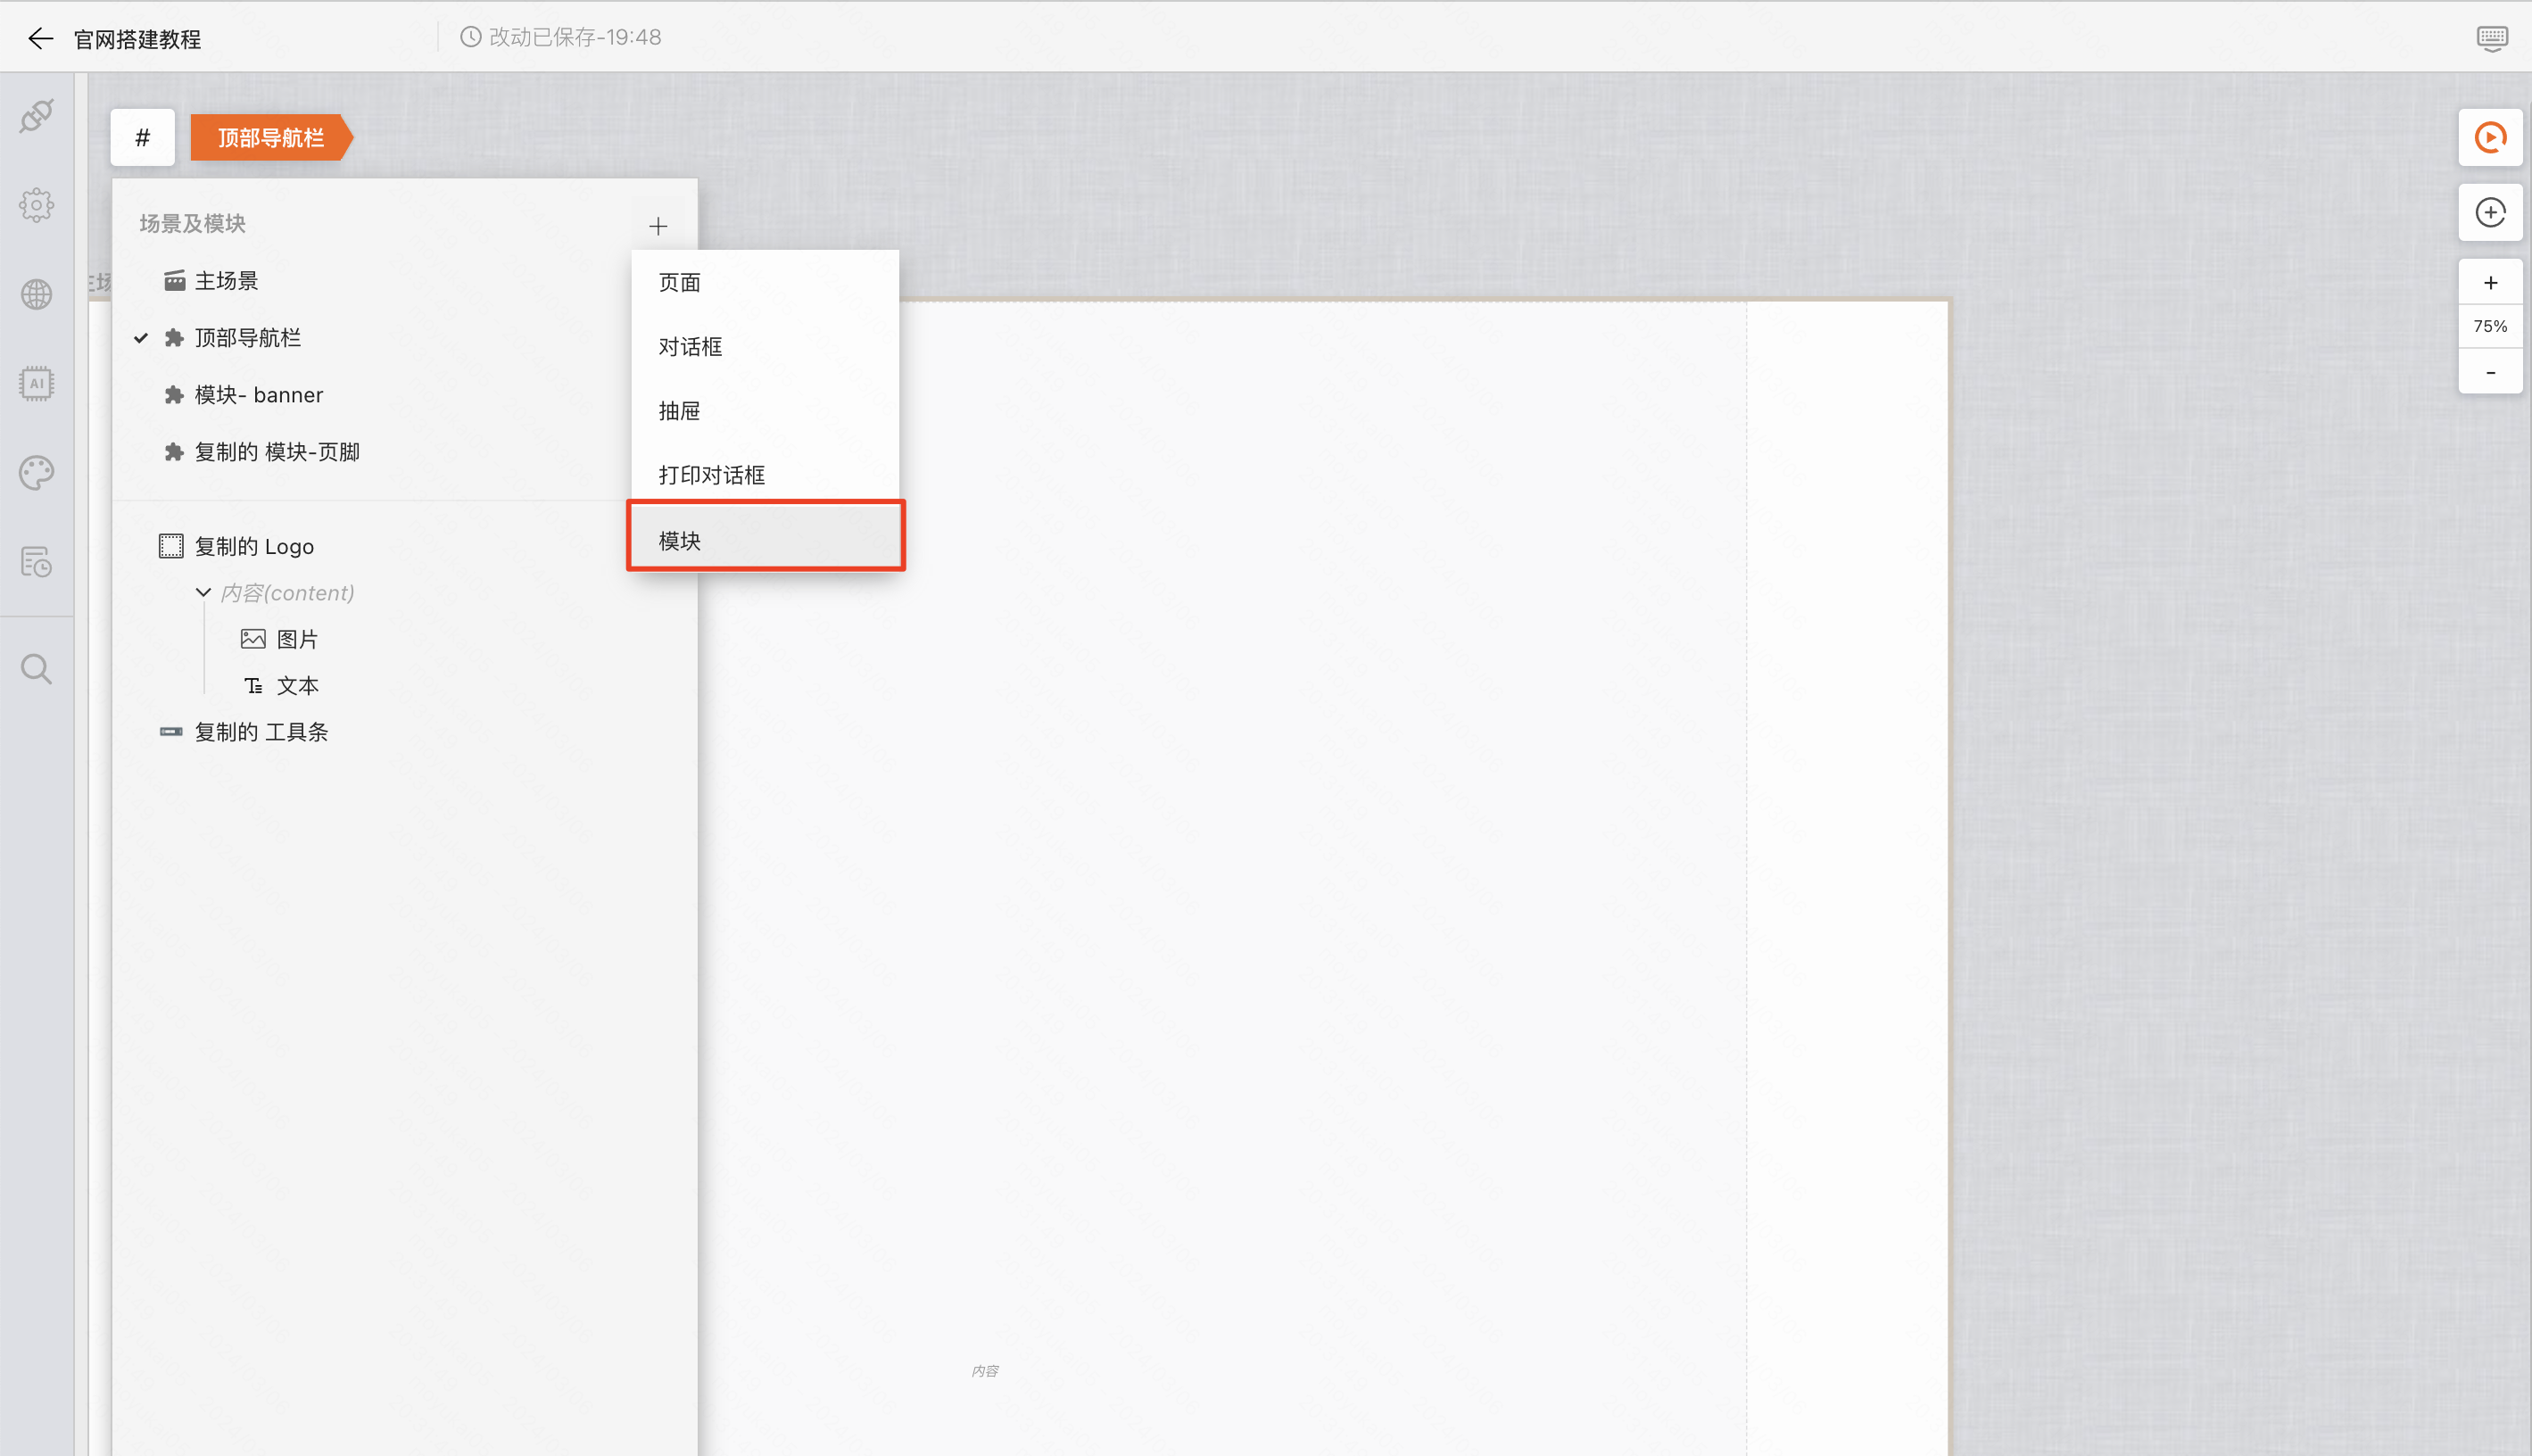 官网搭建教程
改动已保存-19:48
#
顶部导航栏
场景及模块
主场景
顶部导航栏
模块- banner
复制的 模块-页脚
复制的 Logo
内容(content)
图片
文本
复制的 工具条
页面
对话框
抽屉
打印对话框
模块
AI
+
75%
-
内容